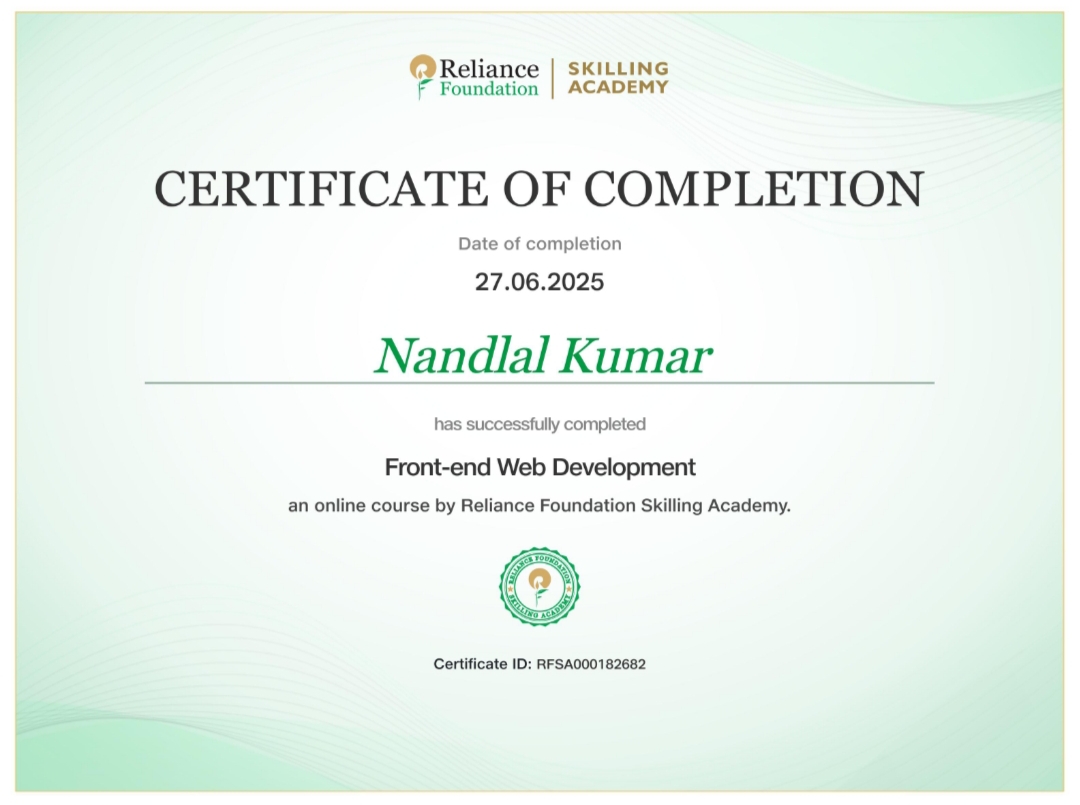 Reliance
Foundation
SKILLING
ACADEMY
CERTIFICATE OF COMPLETION
Date of completion
27.06.2025
Nandlal Kumar
has successfully completed
Front-end Web Development
an online course by Reliance Foundation Skilling Academy.
RELIANCE FOUNDATION
SKILLING ACADEMY
Certificate ID: RFSA000182682